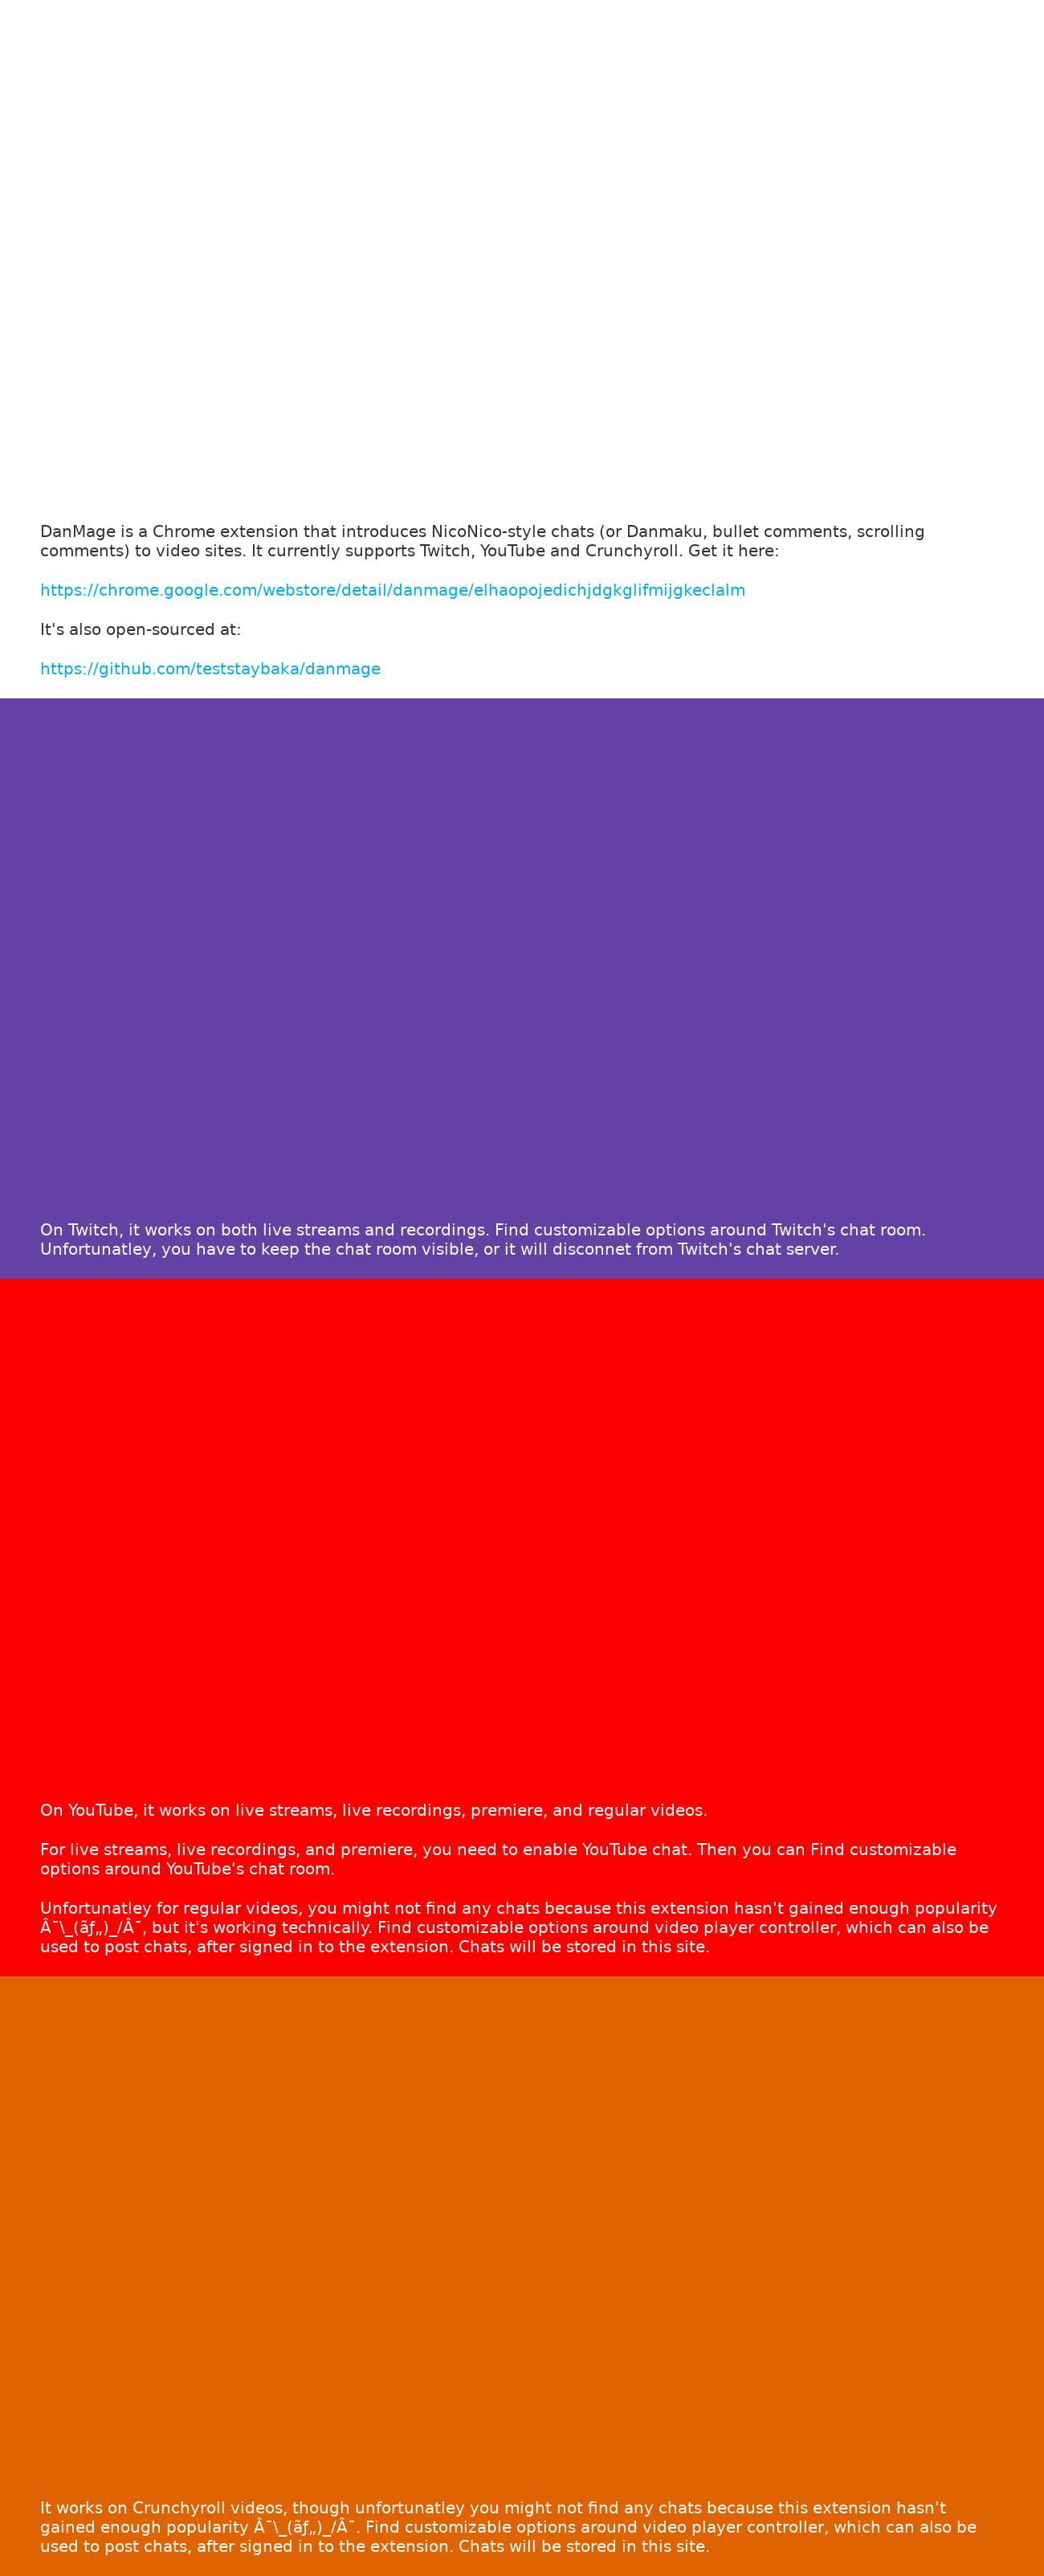 DanMage is a Chrome extension that introduces NicoNico-style chats (or Danmaku, bullet comments, scrolling
comments) to video sites. It currently supports Twitch, YouTube and Crunchyroll. Get it here:
https://chrome.google.com/webstore/detail/danmage/elhaopojedichjdgkglifmijgkeclalm
It's also open-sourced at:
https://github.com/teststaybaka/danmage
On Twitch, it works on both live streams and recordings. Find customizable options around Twitch's chat room.
Unfortunatley, you have to keep the chat room visible, or it will disconnet from Twitch's chat server.
On YouTube, it works on live streams, live recordings, premiere, and regular videos.
For live streams, live recordings, and premiere, you need to enable YouTube chat. Then you can Find customizable
options around YouTube's chat room.
Unfortunatley for regular videos, you might not find any chats because this extension hasn't gained enough popularity
Â¯\_(ãƒ„)_/Â¯, but it's working technically. Find customizable options around video player controller, which can also be
used to post chats, after signed in to the extension. Chats will be stored in this site.
It works on Crunchyroll videos, though unfortunatley you might not find any chats because this extension hasn't
gained enough popularity Â¯\_(ãƒ„)_/Â¯. Find customizable options around video player controller, which can also be
used to post chats, after signed in to the extension. Chats will be stored in this site.